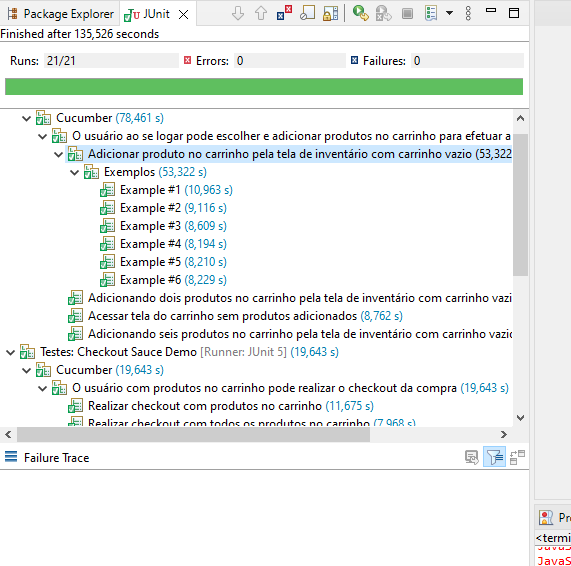 Package Explorer JUnit
Finished after 135,526 seconds
Runs: 21/21 Errors: 0 Failures: 0
Cucumber (78,461 s)
O usuário ao se logar pode escolher e adicionar produtos no carrinho para efetuar a
Adicionar produto no carrinho pela tela de inventário com carrinho vazio (53,322
Exemplos (53,322 s)
Example #1 (10,963 s)
Example #2 (9,116 s)
Example #3 (8,609 s)
Example #4 (8,194 s)
Example #5 (8,210 s)
Example #6 (8,229 s)
Adicionando dois produtos no carrinho pela tela de inventário com carrinho vazi
Acessar tela do carrinho sem produtos adicionados (8,762 s)
Adicionando seis produtos no carrinho pela tela de inventário com carrinho vazi
Testes: Checkout Sauce Demo [Runner: JUnit 5] (19,643 s)
Cucumber (19,643 s)
O usuário com produtos no carrinho pode realizar o checkout da compra (19,643 s)
Realizar checkout com produtos no carrinho (11,675 s)
Realizar checkout com todos os produtos no carrinho (7,968 s)
Failure Trace
Pr
<termi
JavaS
JavaS